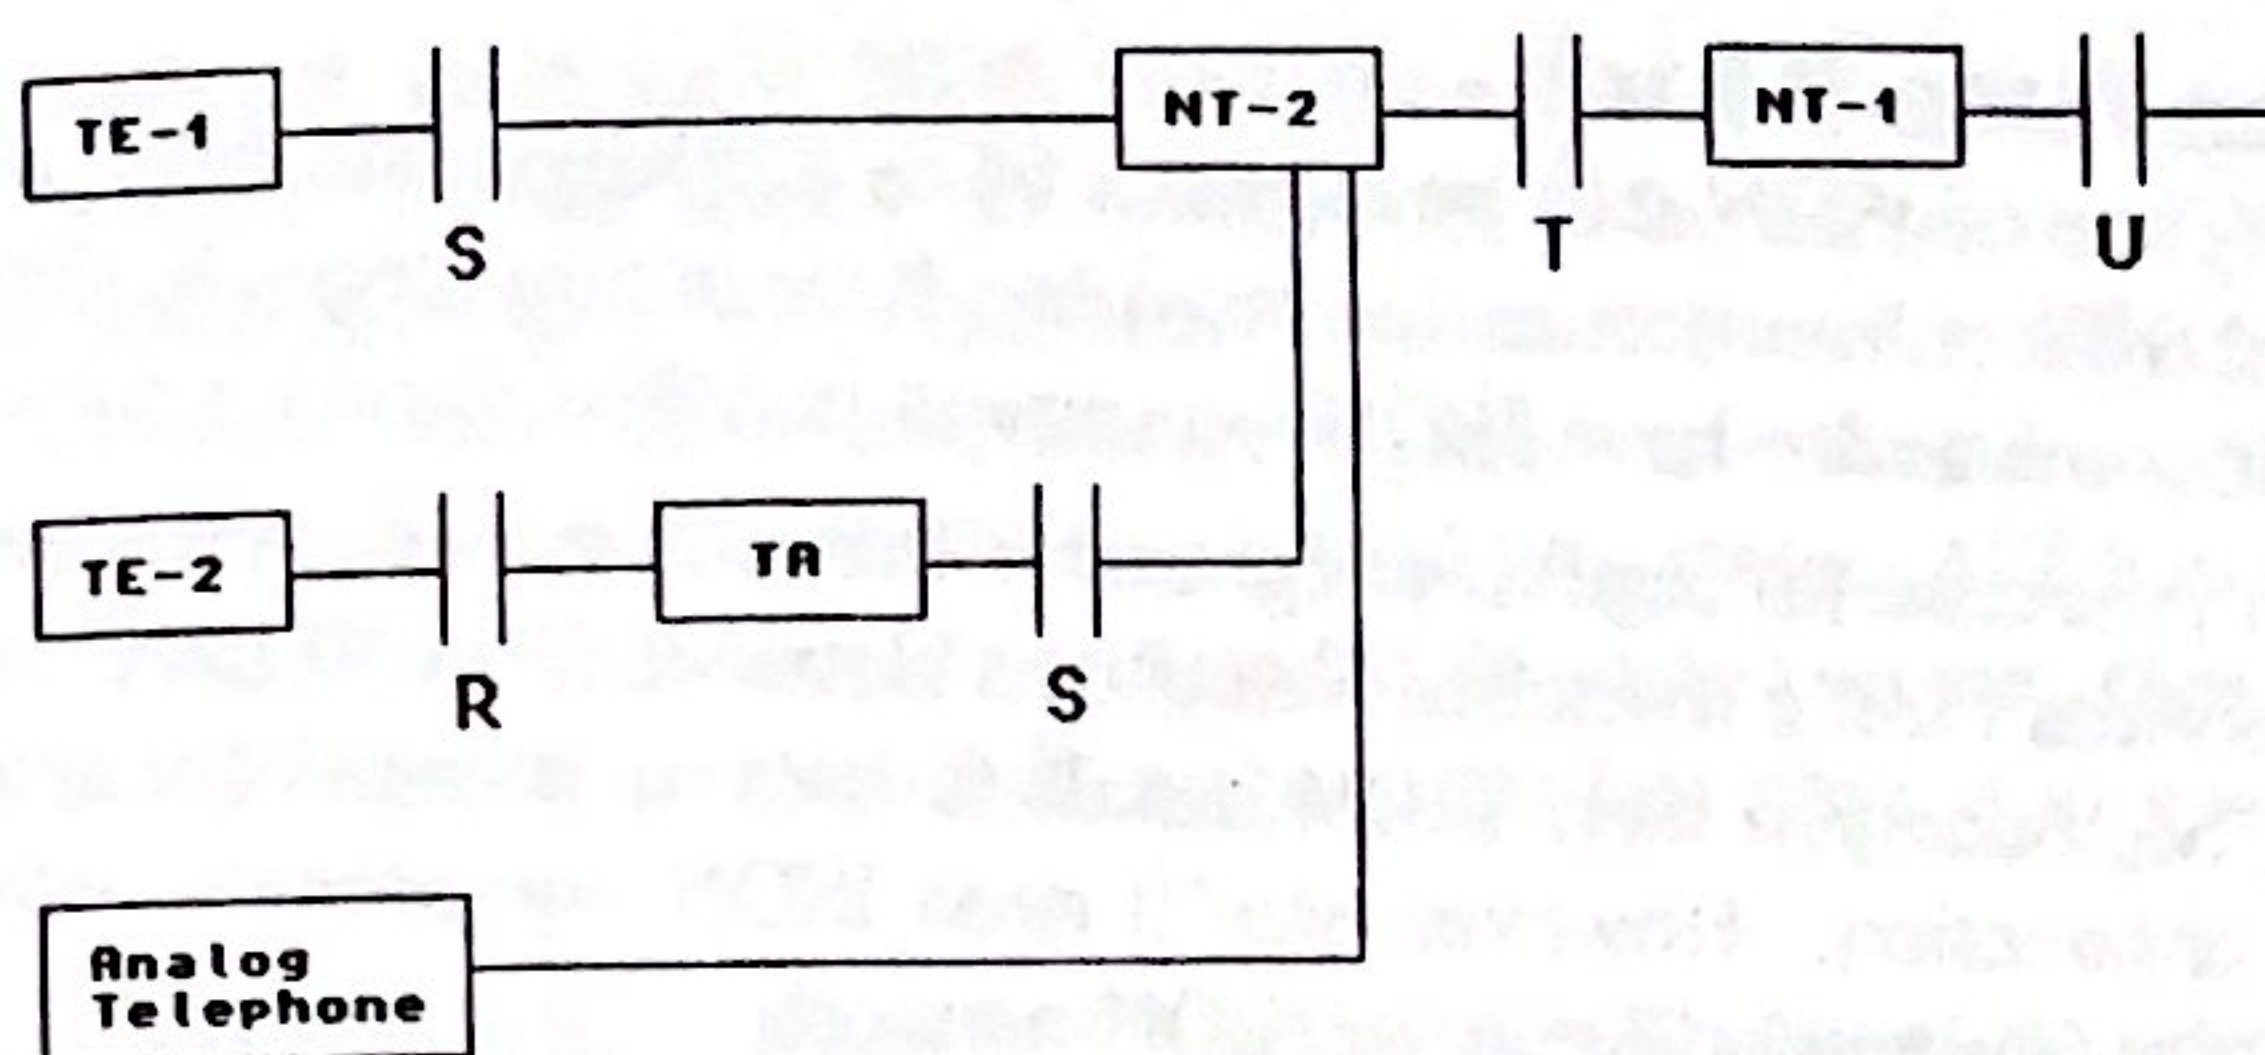 TE-1
NT-2
NT-1
S
T
U
TE-2
TA
R
S
Analog
Telephone